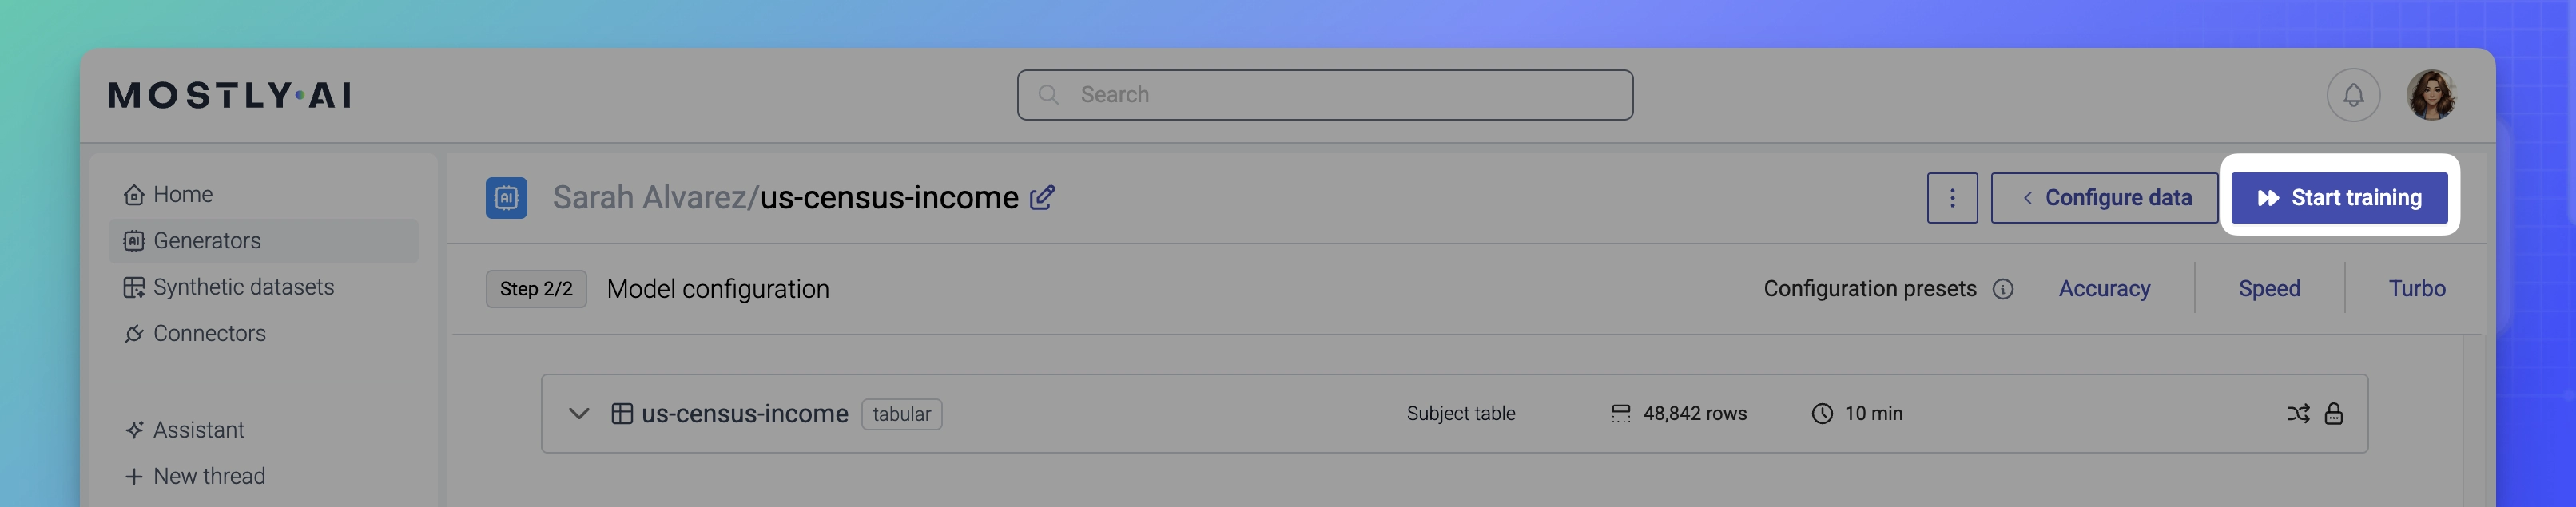 MOSTLY·AI
Search
Home
Generators
Synthetic datasets
Connectors
Assistant
New thread
Sarah Alvarez/us-census-income
Configure data
Start training
Step 2/2
Model configuration
Configuration presets
Accuracy
Speed
Turbo
us-census-income
tabular
Subject table
48,842 rows
10 min